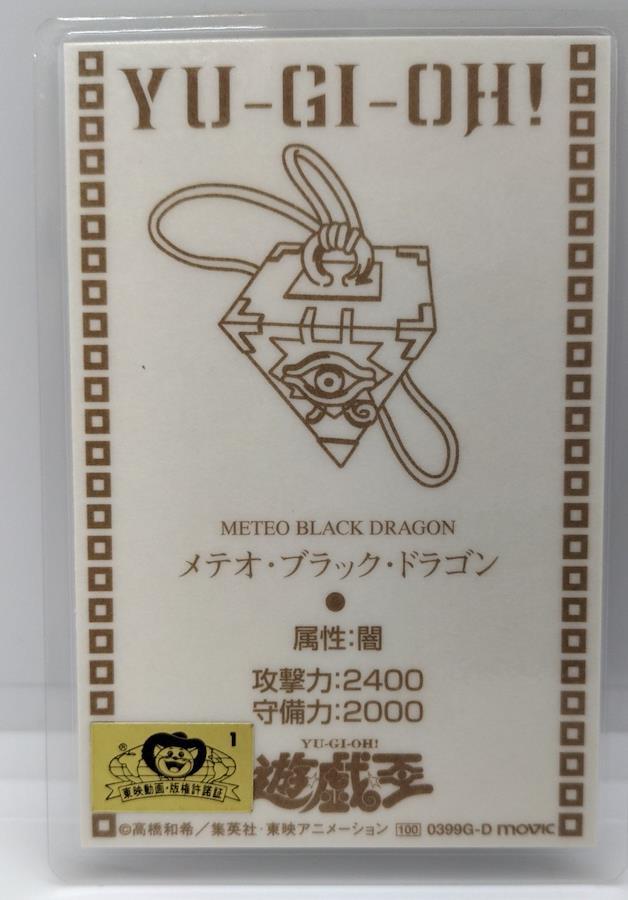 YU-GI-OH!
METEO BLACK DRAGON
メテオ・ブラック・ドラゴン
属性:闇
攻撃力:2400
守備力:2000
® 1
東映動画・版権許諾証
YU-GI-OH!
遊戯王
©高橋和希／集英社・東映アニメーション 100 0399G-D movic